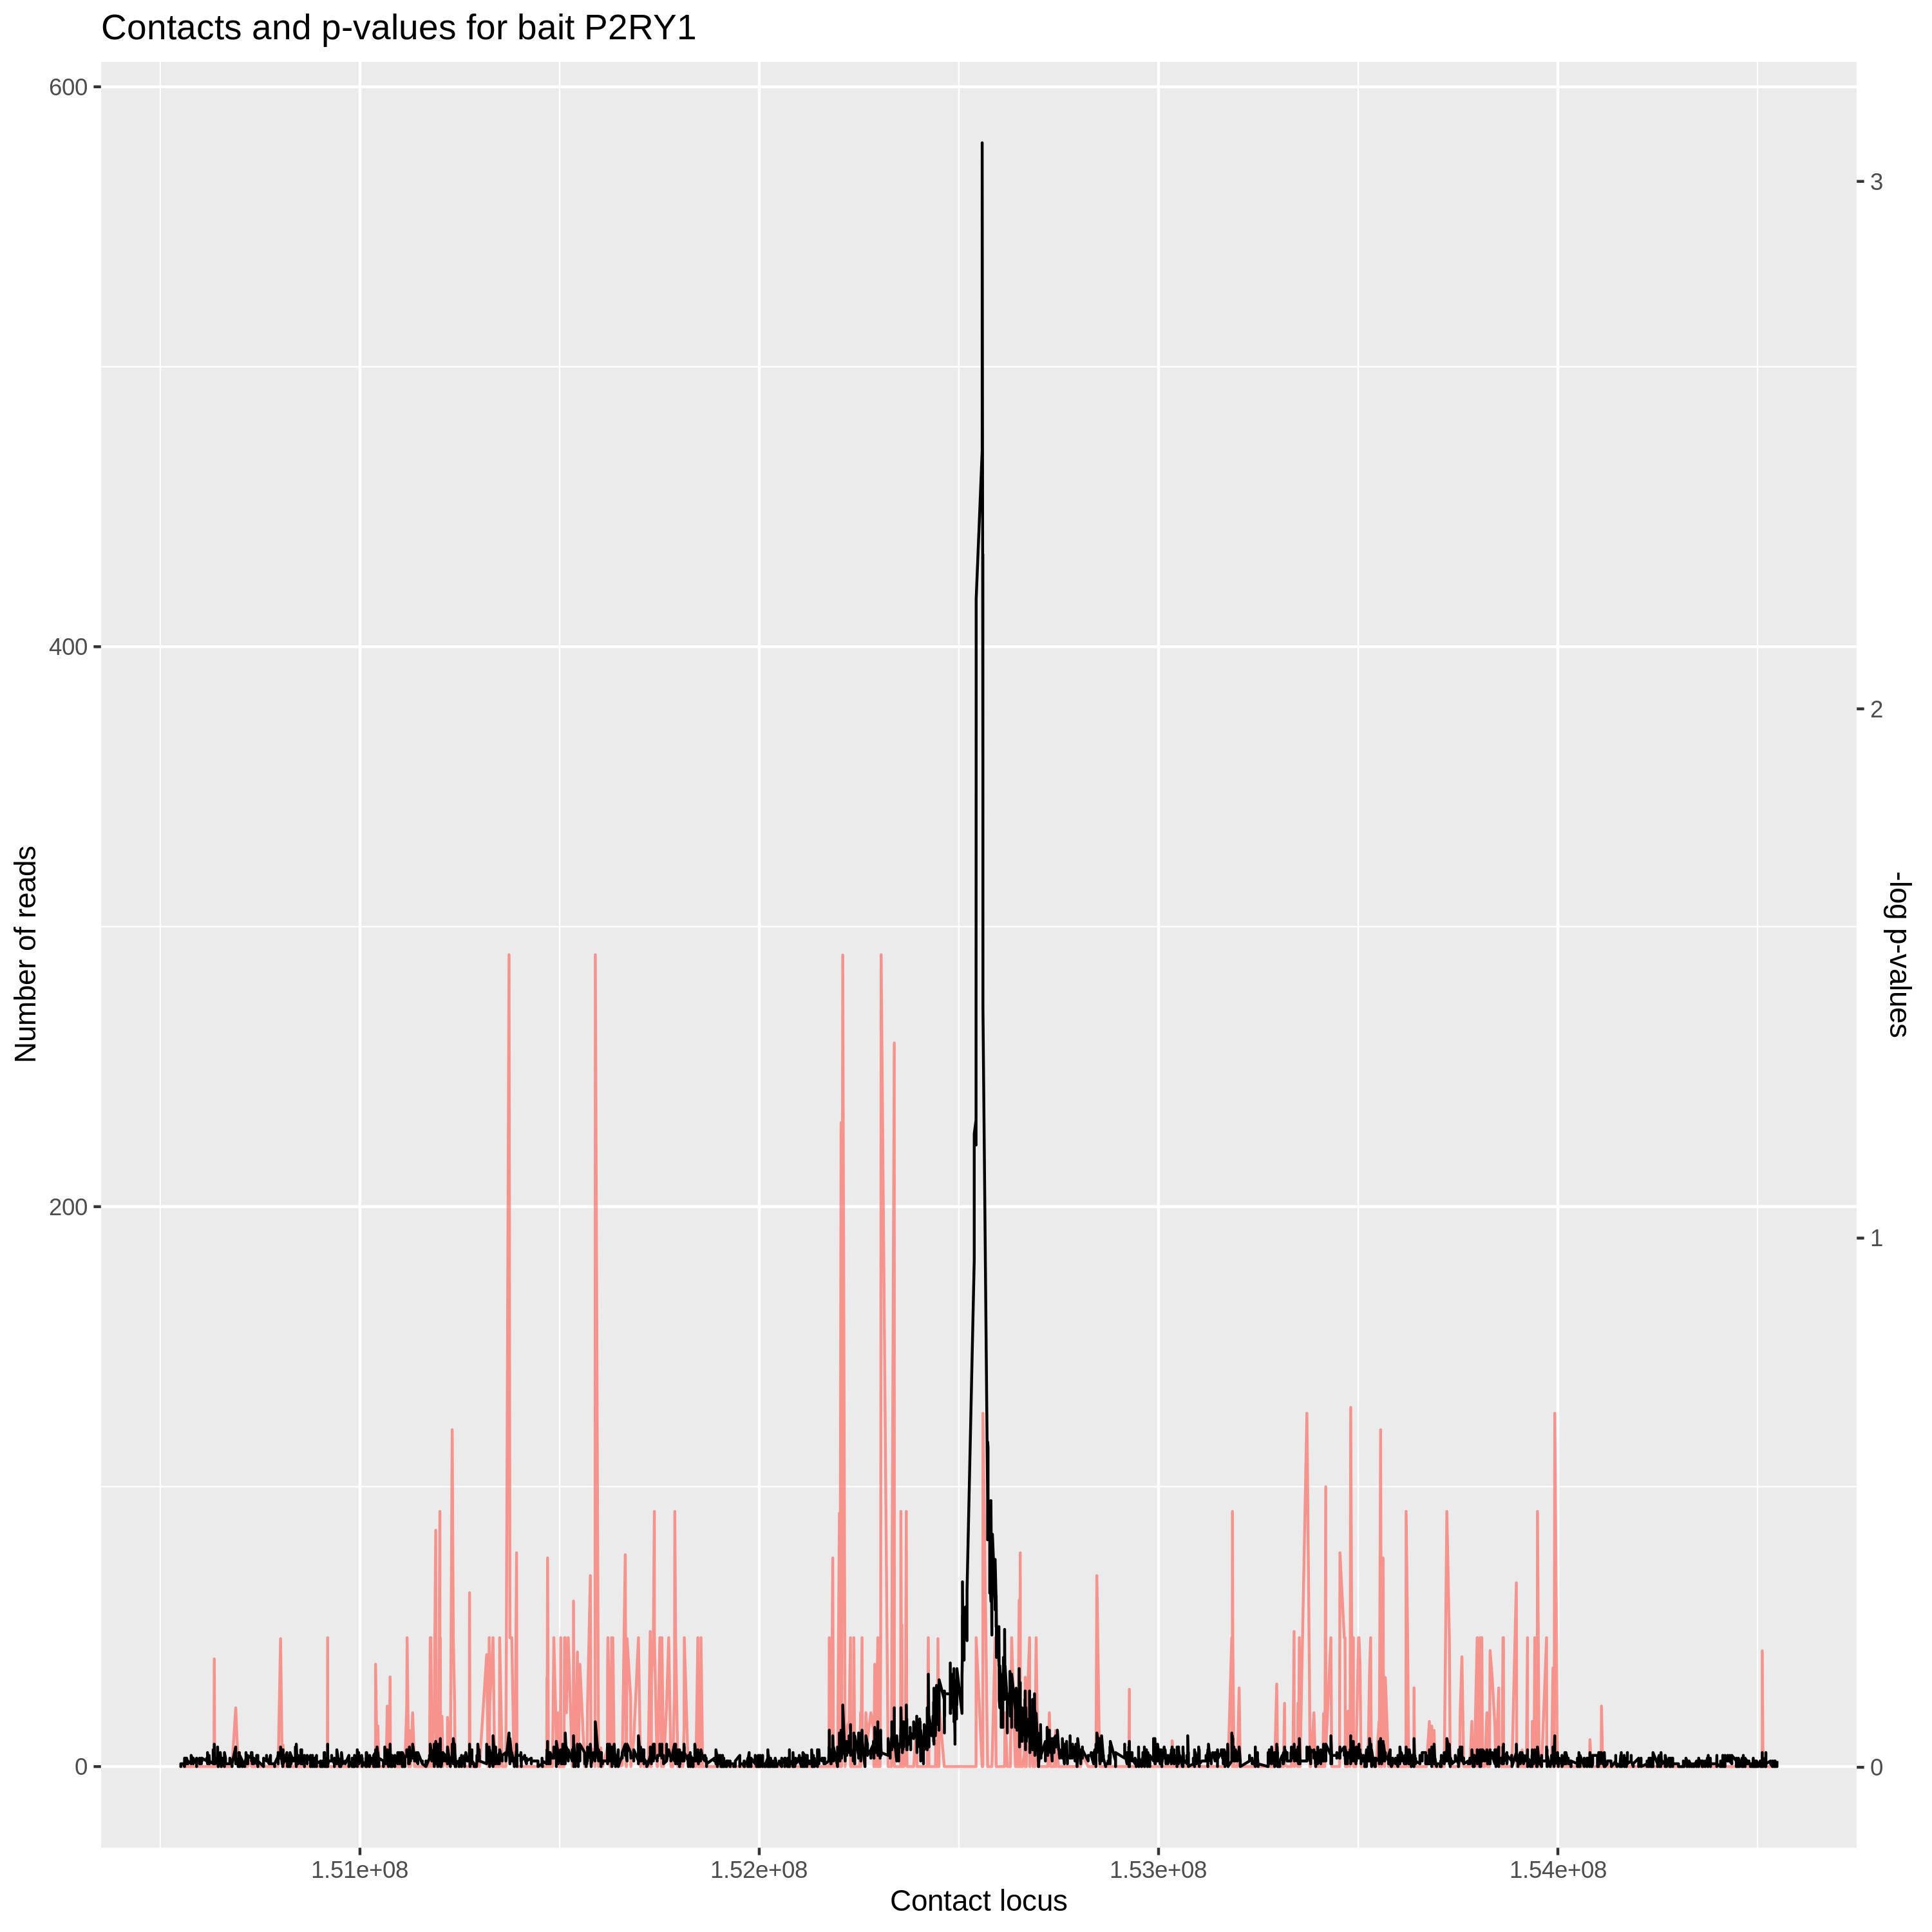 Contacts and p-values for bait P2RY1
600
400
200
0
Number of reads
3
2
1
0
-log p-values
1.51e+08 1.52e+08 1.53e+08 1.54e+08
Contact locus